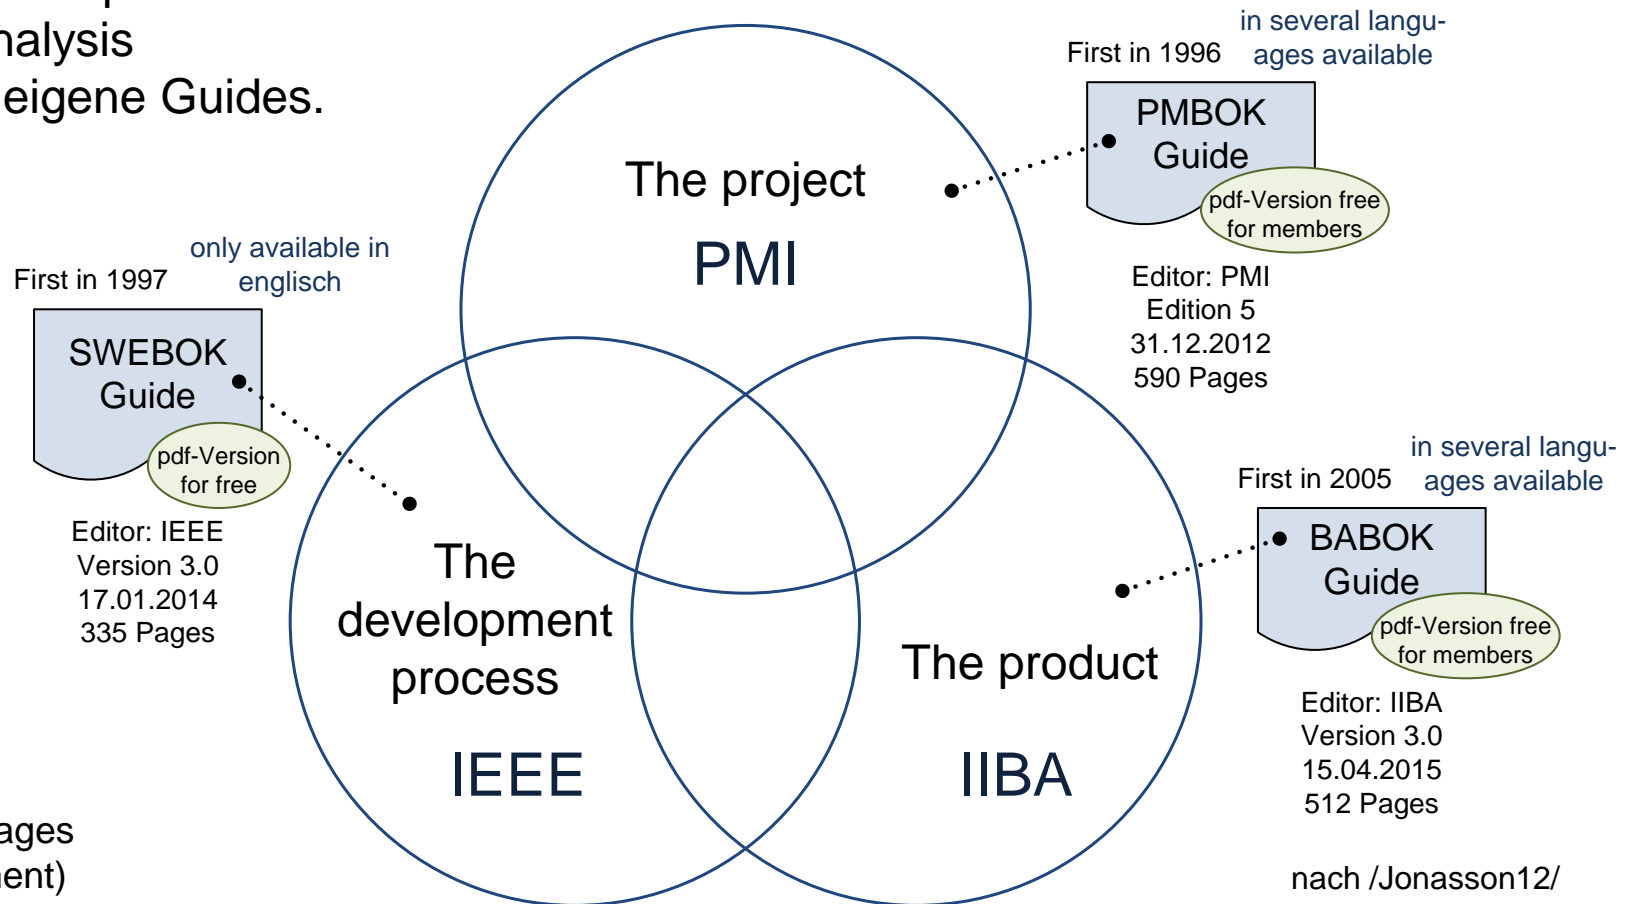 nalysis
eigene Guides.
in several langu-
ages available
First in 1996
PMBOK
Guide
pdf-Version free
for members
Editor: PMI
Edition 5
31.12.2012
590 Pages
The project
PMI
only available in
englisch
First in 1997
SWEBOK
Guide
pdf-Version
for free
Editor: IEEE
Version 3.0
17.01.2014
335 Pages
The
development
process
IEEE
in several langu-
ages available
First in 2005
BABOK
Guide
pdf-Version free
for members
Editor: IIBA
Version 3.0
15.04.2015
512 Pages
The product
IIBA
ages
ent)
nach /Jonasson12/